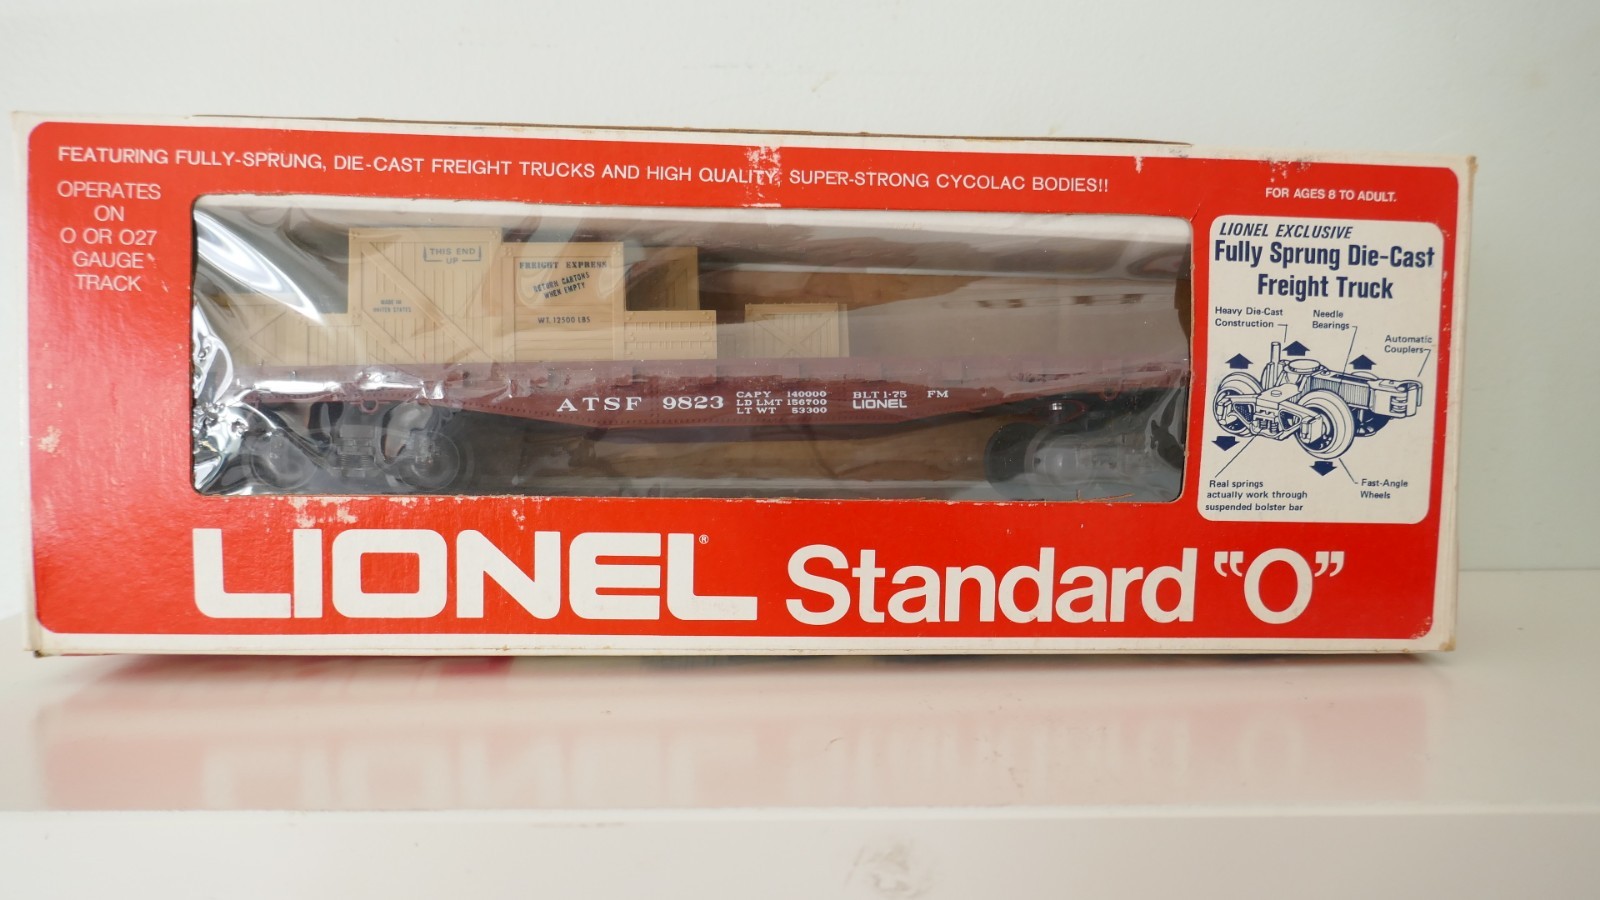 FEATURING FULLY-SPRUNG, DIE-CAST FREIGHT TRUCKS AND HIGH QUALITY, SUPER-STRONG CYCOLAC BODIES!!
FOR AGES 8 TO ADULT.
OPERATES
ON
O OR O27
GAUGE
TRACK
THIS END
UP
MADE IN
UNITED STATES
FREIGHT EXPRESS
RETURN CARTONS
WHEN EMPTY
WT. 12500 LBS
ATSF 9823
CAPY 140000
LD LMT 156700
LT WT 53300
BLT 1-75 FM
LIONEL
LIONEL EXCLUSIVE
Fully Sprung Die-Cast
Freight Truck
Heavy Die-Cast
Construction
Needle
Bearings
Automatic
Couplers
Real springs
actually work through
suspended bolster bar
Fast-Angle
Wheels
LIONEL® Standard "O"